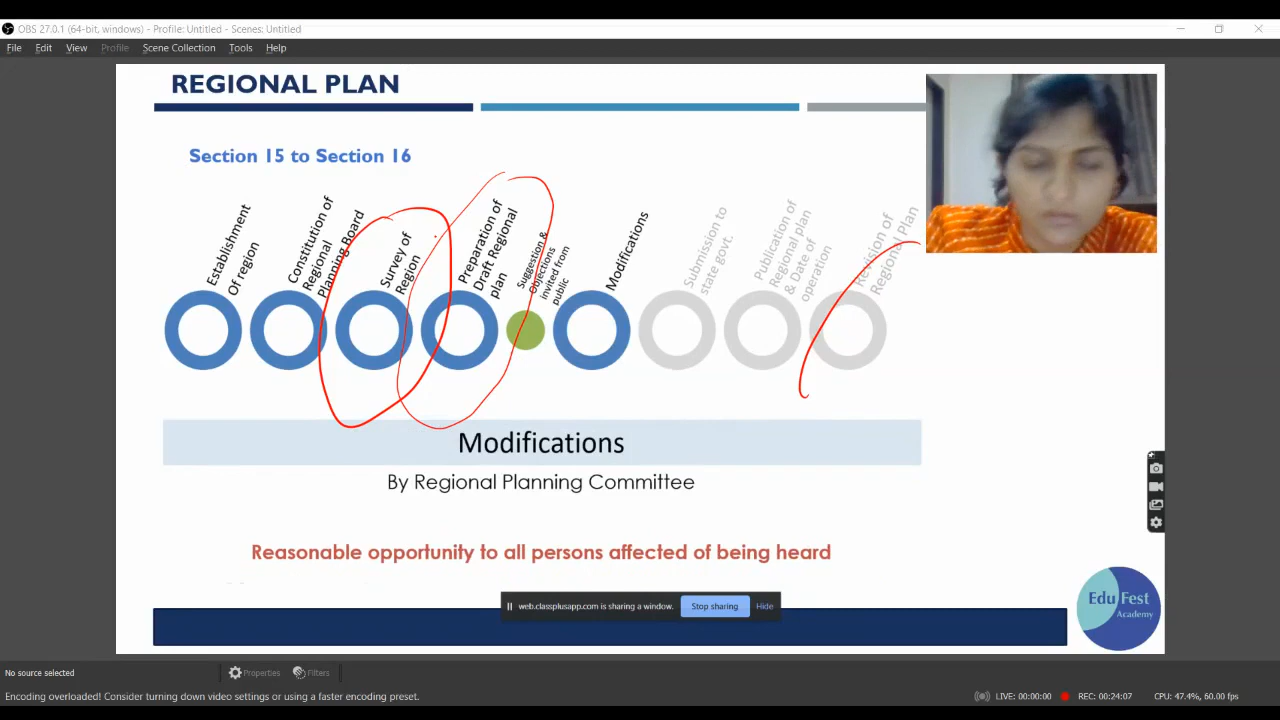 OBS 27.0.1 (64-bit, windows) - Profile: Untitled - Scenes: Untitled
File Edit View Profile Scene Collection Tools Help
REGIONAL PLAN
Section 15 to Section 16
Establishment
Of region
Constitution of
Regional
Planning Board
Survey of
Region
Preparation of
Draft Regional
plan
Suggestion &
Objections
invited from
public
Modifications
Submission to
state govt.
Publication of
Regional plan
& Date of
operation
Revision of
Regional Plan
Modifications
By Regional Planning Committee
Reasonable opportunity to all persons affected of being heard
web.classplusapp.com is sharing a window. Stop sharing Hide
Edu Fest
Academy
No source selected Properties Filters
Encoding overloaded! Consider turning down video settings or using a faster encoding preset. LIVE: 00:00:00 REC: 00:24:07 CPU: 47.4%, 60.00 fps